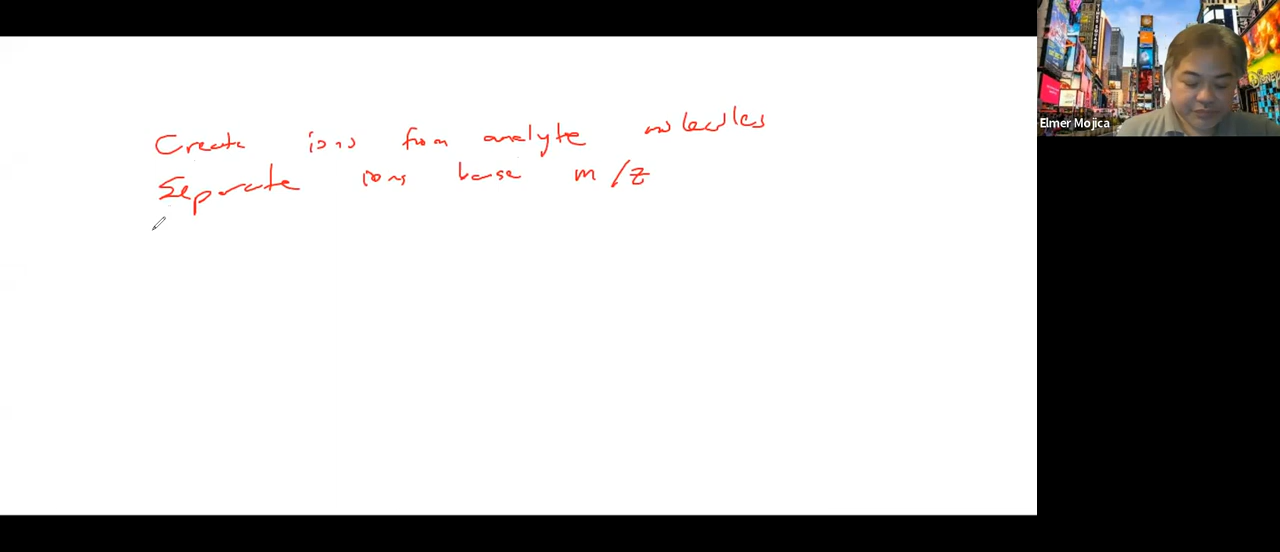 Create ions from analyte molecules
Separate ions base m/z
Elmer Mojica